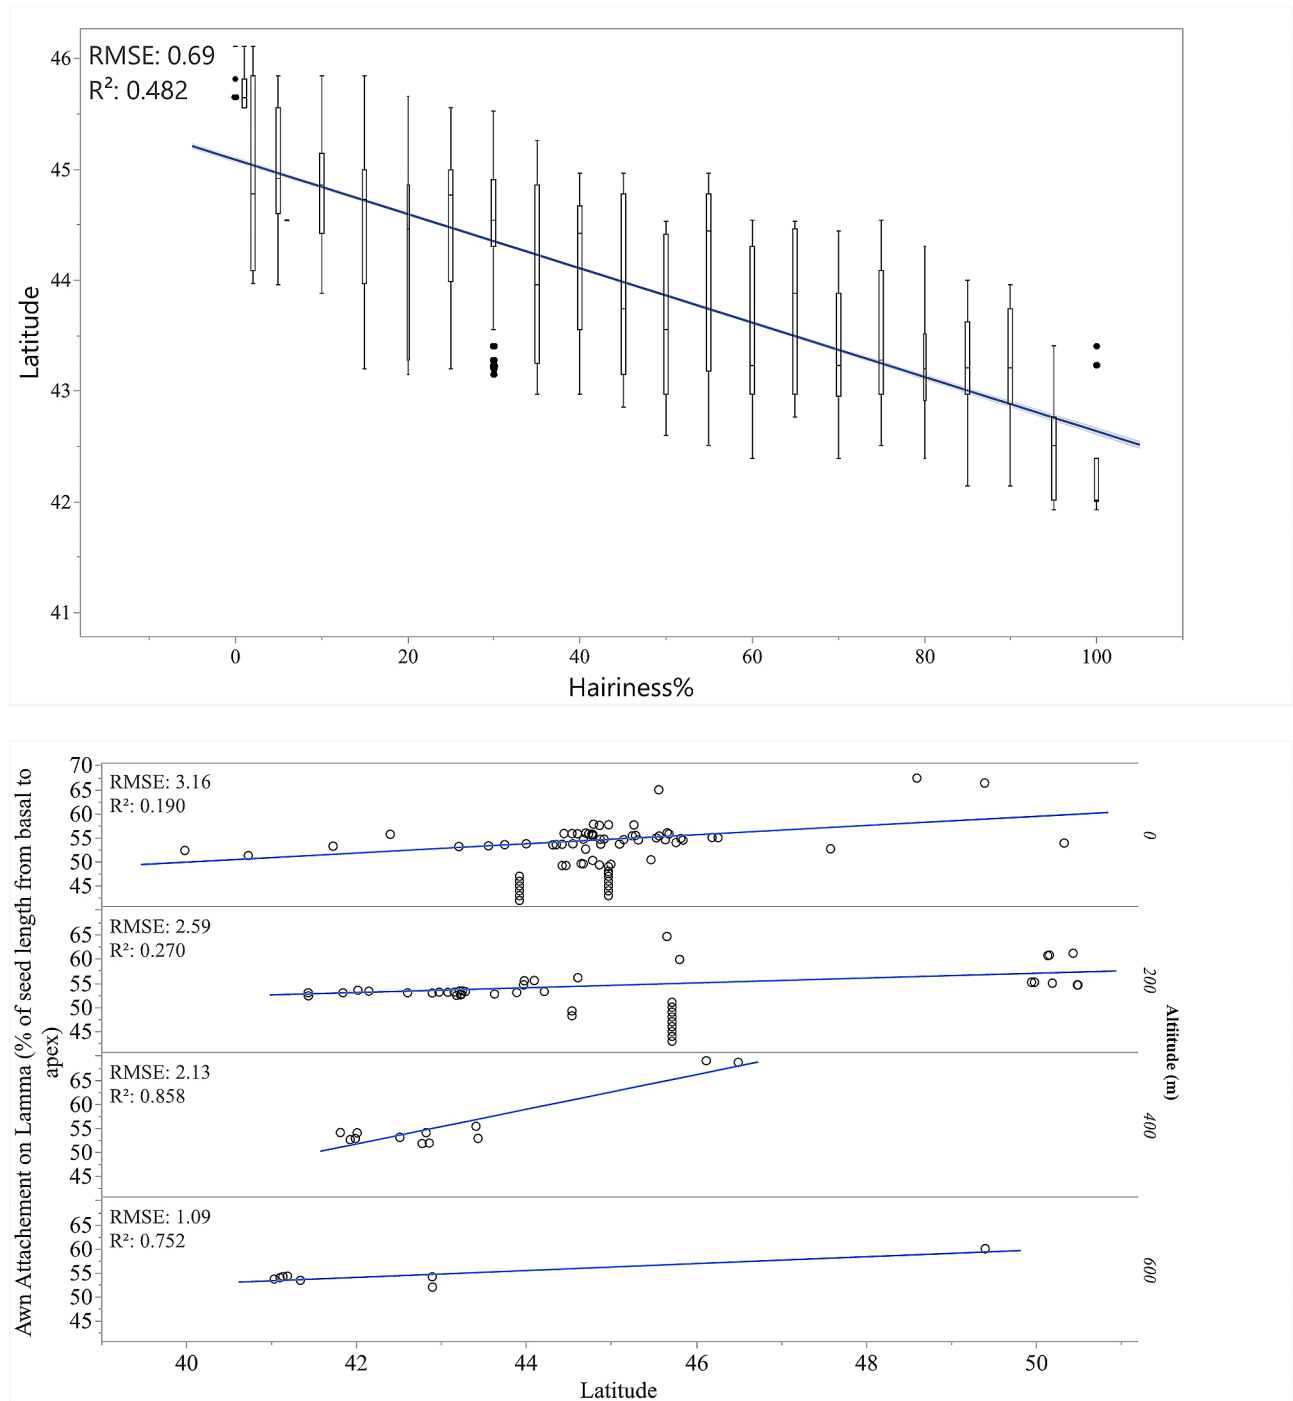 RMSE: 0.69
R²: 0.482
46
45
44
43
42
41
Latitude
0 20 40 60 80 100
Hairiness%
Awn Attachement on Lamma (% of seed length from basal to
apex)
70
65
60
55
50
45
RMSE: 3.16
R²: 0.190
0
65
60
55
50
45
RMSE: 2.59
R²: 0.270
200
65
60
55
50
45
RMSE: 2.13
R²: 0.858
400
65
60
55
50
45
RMSE: 1.09
R²: 0.752
600
Altiitude (m)
40 42 44 46 48 50
Latitude